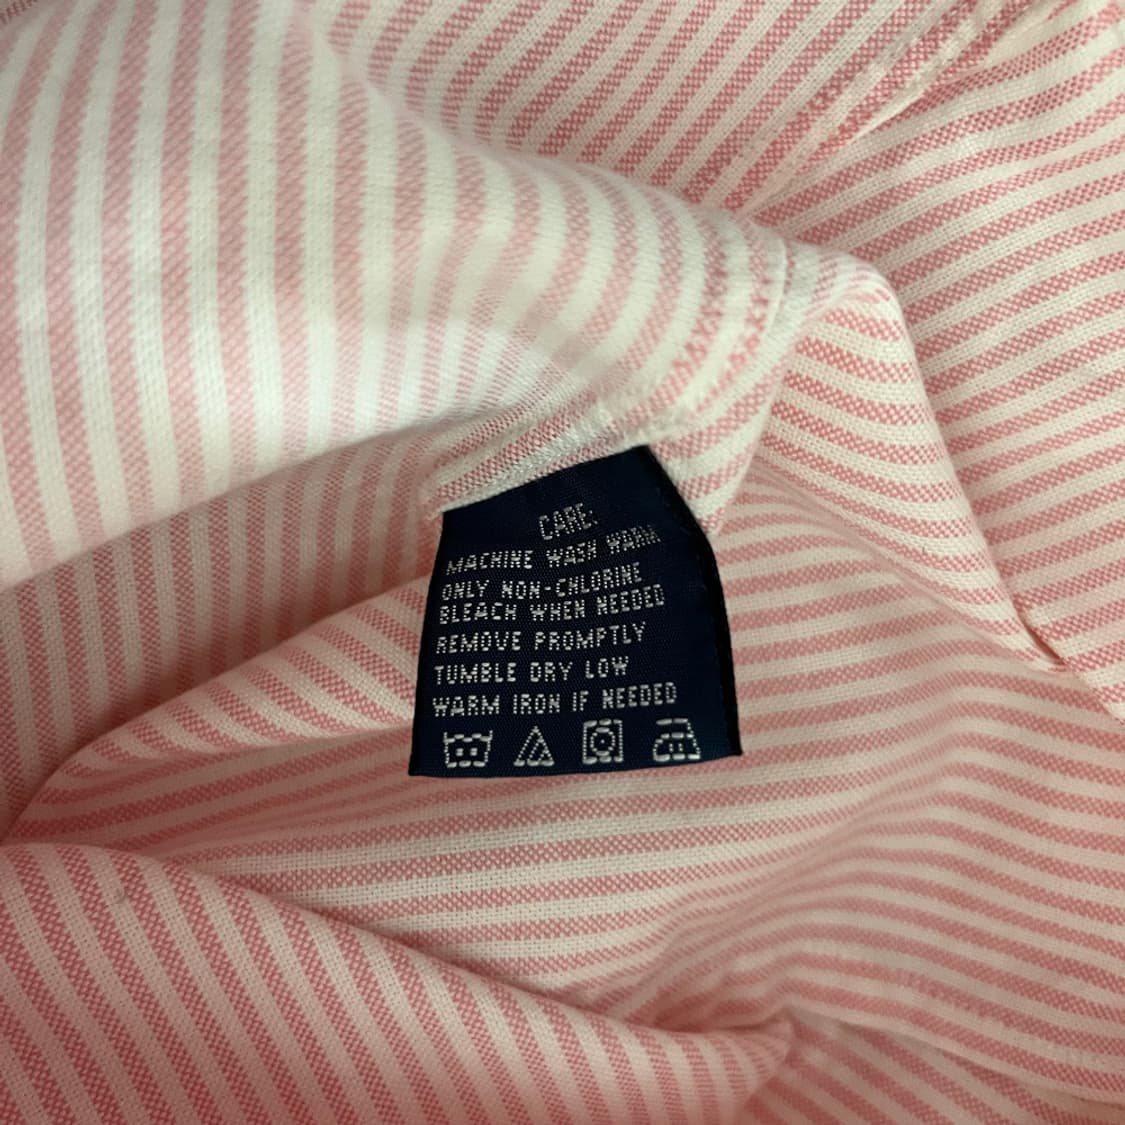 CARE:
MACHINE WASH WARM
ONLY NON-CHLORINE
BLEACH WHEN NEEDED
REMOVE PROMPTLY
TUMBLE DRY LOW
WARM IRON IF NEEDED